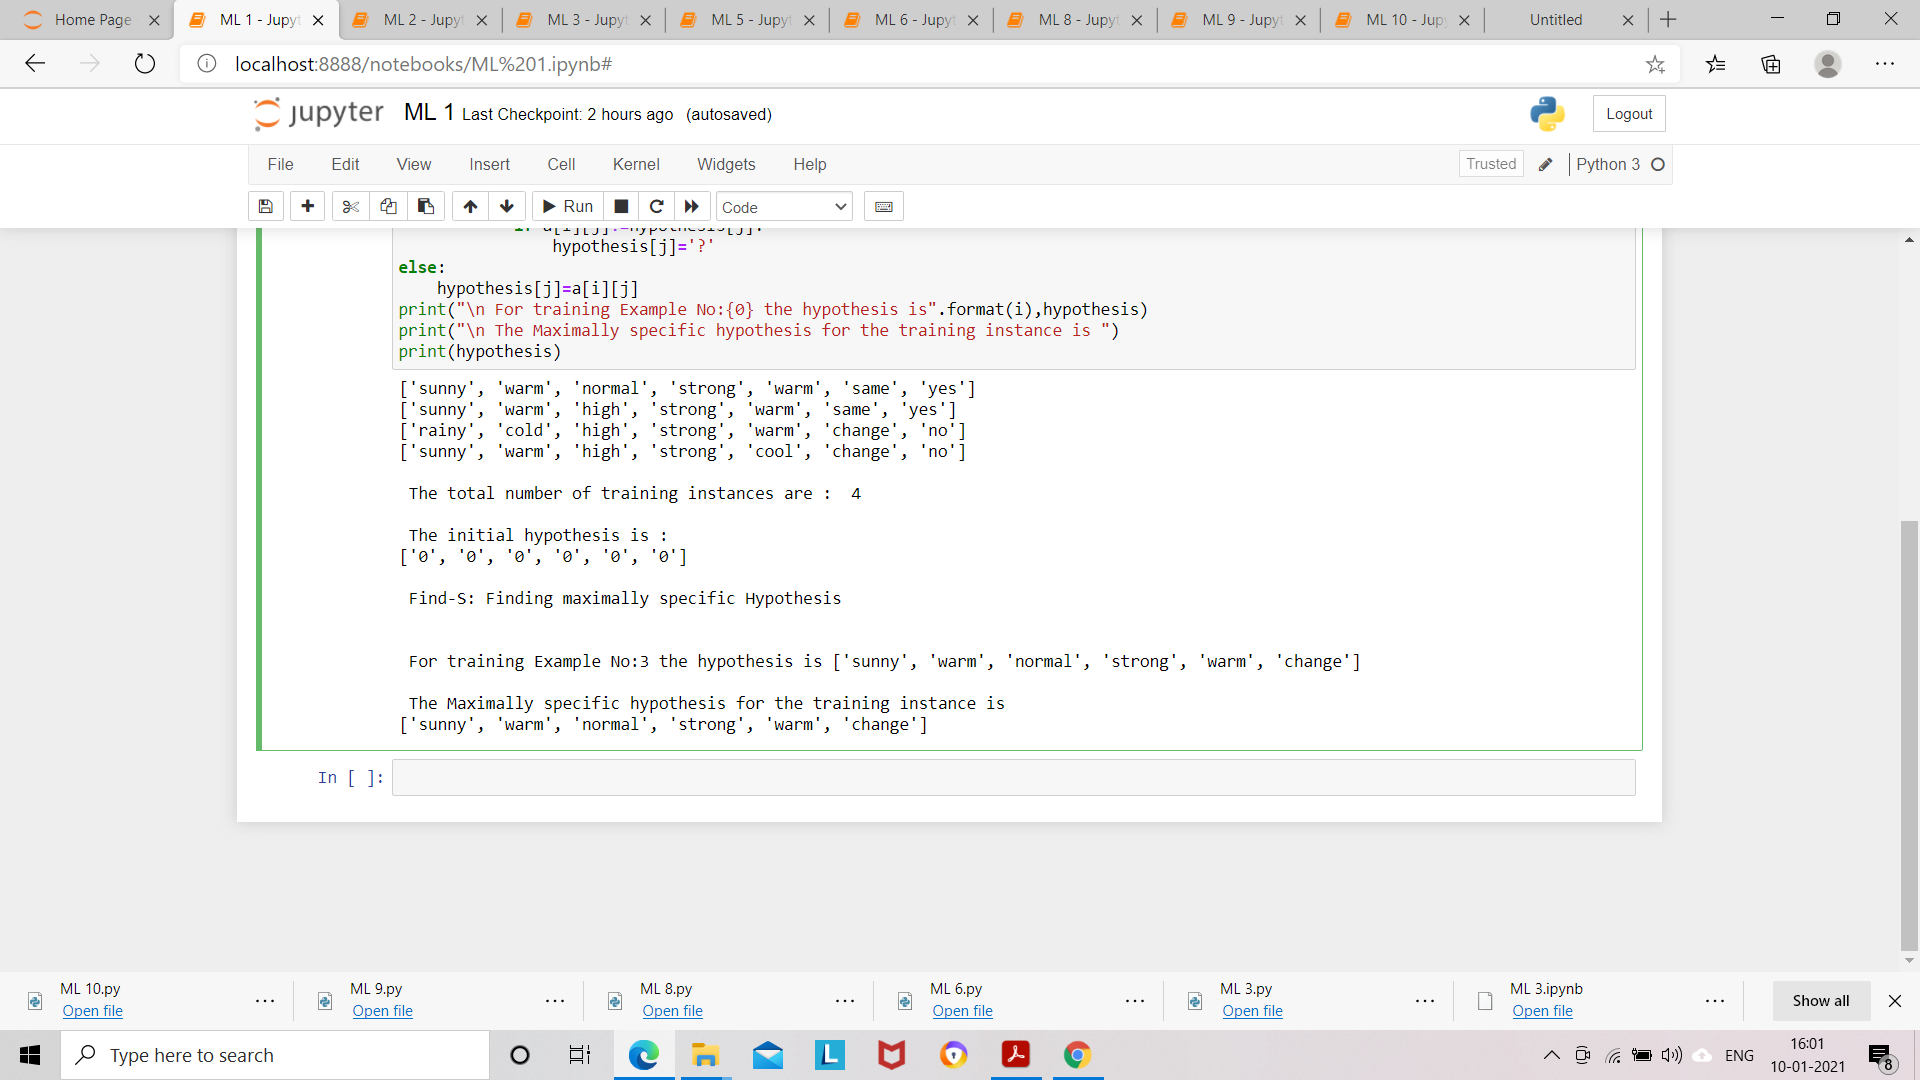 Home Page
ML 1 - Jupyt
ML 2 - Jupyt
ML 3 - Jupyt
ML 5 - Jupyt
ML 6 - Jupyt
ML 8 - Jupyt
ML 9 - Jupyt
ML 10 - Jup
Untitled
localhost:8888/notebooks/ML%201.ipynb#
jupyter ML 1 Last Checkpoint: 2 hours ago (autosaved)
Logout
File Edit View Insert Cell Kernel Widgets Help
Trusted
Python 3
Run
Code
if a[i][j]!=hypothesis[j]:
hypothesis[j]='?'
else:
hypothesis[j]=a[i][j]
print("\n For training Example No:{0} the hypothesis is".format(i),hypothesis)
print("\n The Maximally specific hypothesis for the training instance is ")
print(hypothesis)
['sunny', 'warm', 'normal', 'strong', 'warm', 'same', 'yes']
['sunny', 'warm', 'high', 'strong', 'warm', 'same', 'yes']
['rainy', 'cold', 'high', 'strong', 'warm', 'change', 'no']
['sunny', 'warm', 'high', 'strong', 'cool', 'change', 'no']
The total number of training instances are : 4
The initial hypothesis is :
['0', '0', '0', '0', '0', '0']
Find-S: Finding maximally specific Hypothesis
For training Example No:3 the hypothesis is ['sunny', 'warm', 'normal', 'strong', 'warm', 'change']
The Maximally specific hypothesis for the training instance is
['sunny', 'warm', 'normal', 'strong', 'warm', 'change']
In [ ]:
ML 10.py
Open file
ML 9.py
Open file
ML 8.py
Open file
ML 6.py
Open file
ML 3.py
Open file
ML 3.ipynb
Open file
Show all
Type here to search
L
ENG
16:01
10-01-2021
8